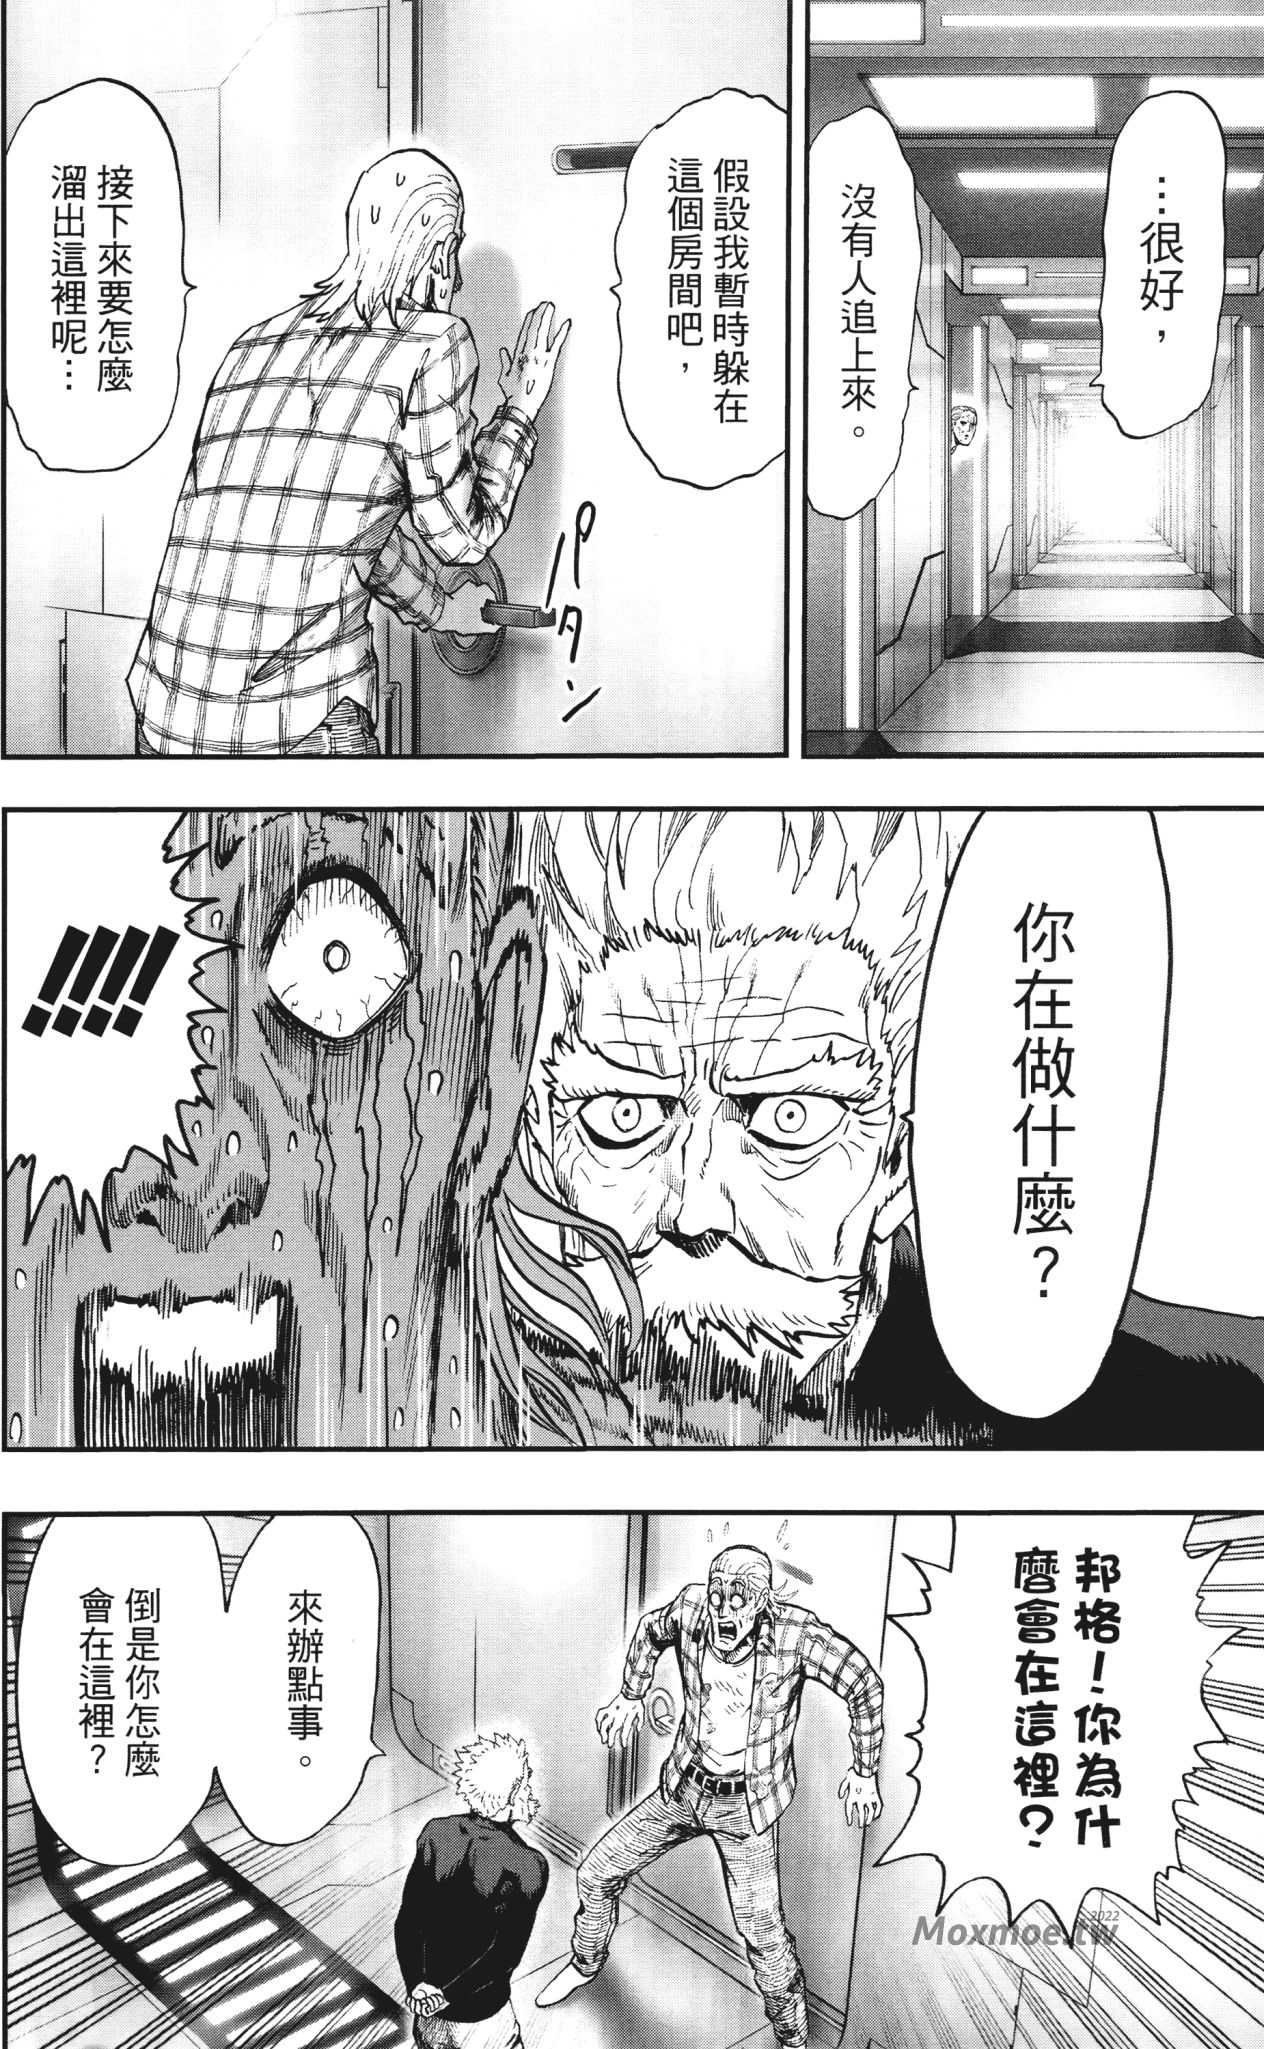 …很好，
沒有人追上來。
假設我暫時躲在
這個房間吧，
パタン
接下來要怎麼
溜出這裡呢…
你在做什麼？
!!!!
邦格！你為什
麼會在這裡？
來辦點事。
倒是你怎麼
會在這裡？
2022
Moxmoe.tw